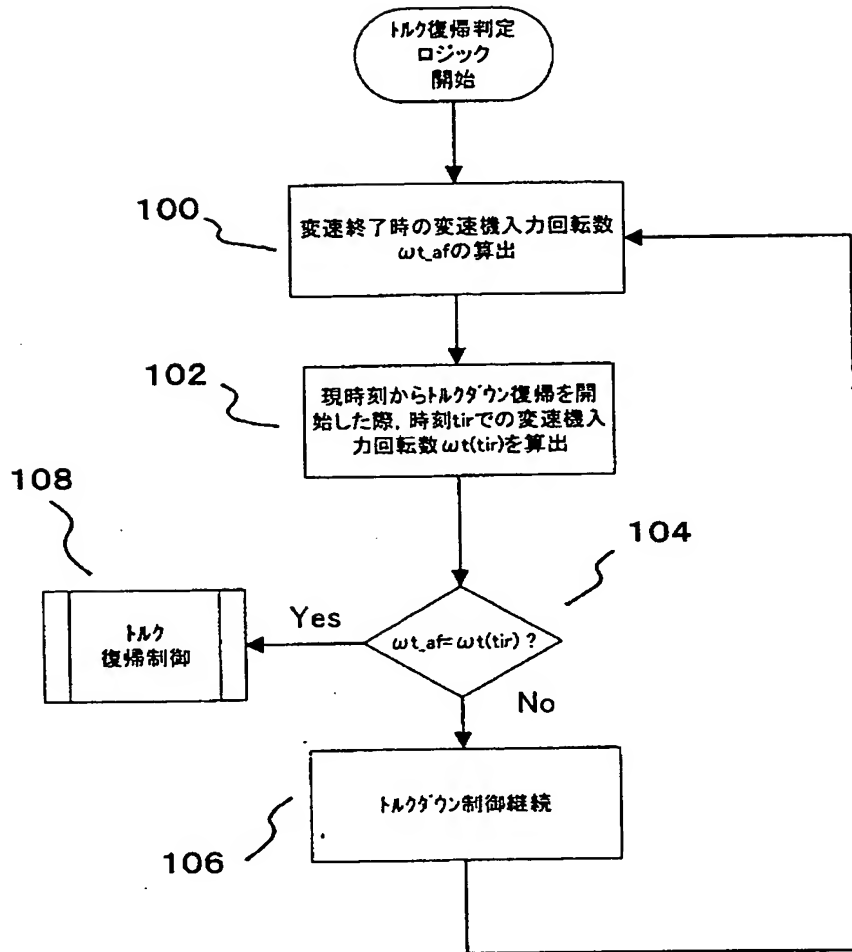 トルク復帰判定
ロジック
開始
100
変速終了時の変速機入力回転数
ωt_afの算出
102
現時刻からトルクダウン復帰を開
始した際, 時刻tirでの変速機入
力回転数ωt(tir)を算出
108
104
トルク
復帰制御
Yes
ωt_af=ωt(tir) ?
No
トルクダウン制御継続
106